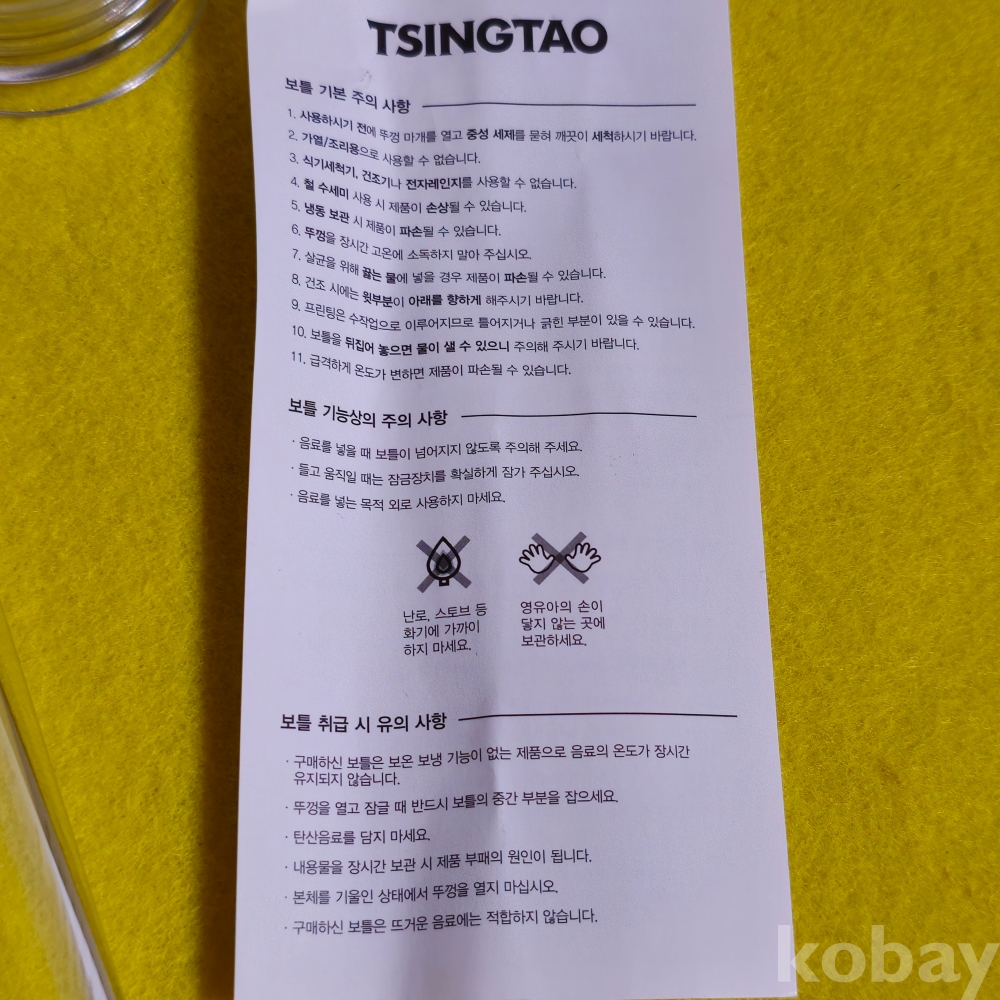 TSINGTAO
보틀 기본 주의 사항
1. 사용하시기 전에 뚜껑 마개를 열고 중성 세제를 묻혀 깨끗이 세척하시기 바랍니다.
2. 가열/조리용으로 사용할 수 없습니다.
3. 식기세척기, 건조기나 전자레인지를 사용할 수 없습니다.
4. 철 수세미 사용 시 제품이 손상될 수 있습니다.
5. 냉동 보관 시 제품이 파손될 수 있습니다.
6. 뚜껑을 장시간 고온에 소독하지 말아 주십시오.
7. 살균을 위해 끓는 물에 넣을 경우 제품이 파손될 수 있습니다.
8. 건조 시에는 윗부분이 아래를 향하게 해주시기 바랍니다.
9. 프린팅은 수작업으로 이루어지므로 틀어지거나 긁힌 부분이 있을 수 있습니다.
10. 보틀을 뒤집어 놓으면 물이 샐 수 있으니 주의해 주시기 바랍니다.
11. 급격하게 온도가 변하면 제품이 파손될 수 있습니다.
보틀 기능상의 주의 사항
· 음료를 넣을 때 보틀이 넘어지지 않도록 주의해 주세요.
· 들고 움직일 때는 잠금장치를 확실하게 잠가 주십시오.
· 음료를 넣는 목적 외로 사용하지 마세요.
난로, 스토브 등
화기에 가까이
하지 마세요.
영유아의 손이
닿지 않는 곳에
보관하세요.
보틀 취급 시 유의 사항
· 구매하신 보틀은 보온 보냉 기능이 없는 제품으로 음료의 온도가 장시간
유지되지 않습니다.
· 뚜껑을 열고 잠글 때 반드시 보틀의 중간 부분을 잡으세요.
· 탄산음료를 담지 마세요.
· 내용물을 장시간 보관 시 제품 부패의 원인이 됩니다.
· 본체를 기울인 상태에서 뚜껑을 열지 마십시오.
· 구매하신 보틀은 뜨거운 음료에는 적합하지 않습니다.
kobay